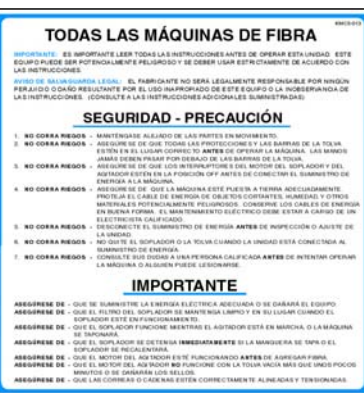 KMCS-013
TODAS LAS MÁQUINAS DE FIBRA
IMPORTANTE: ES IMPORTANTE LEER TODAS LAS INSTRUCCIONES ANTES DE OPERAR ESTA UNIDAD ESTE
EQUIPO PUEDE SER POTENCIALMENTE PELIGROSO Y SE DEBER USAR ESTRICTAMENTE DE ACUERDO CON
LAS INSTRUCCIONES.
AVISO DE SALVAGUARDA LEGAL: EL FABRICANTE NO SERÁ LEGALMENTE RESPONSABLE POR NINGÚN
PERJUICIO O DAÑO RESULTANTE POR EL USO INAPROPIADO DE ESTE EQUIPO O LA INOBSERVANCIA DE
LAS INSTRUCCIONES. (CONSULTE A LAS INSTRUCCIONES ADICIONALES SUMINISTRADAS)
SEGURIDAD - PRECAUCIÓN
1. NO CORRA RIEGOS - MANTÉNGASE ALEJADO DE LAS PARTES EN MOVIMIENTO.
2. NO CORRA RIEGOS - ASEGÚRESE DE QUE TODAS LAS PROTECCIONES Y LAS BARRAS DE LA TOLVA
ESTÉN EN EL LUGAR CORRECTO ANTES DE OPERAR LA MÁQUINA. LAS MANOS
JAMÁS DEBEN PASAR POR DEBAJO DE LAS BARRAS DE LA TOLVA.
3. NO CORRA RIEGOS - ASEGÚRESE DE QUE LOS INTERRUPTORES DEL MOTOR DEL SOPLADOR Y DEL
AGITADOR ESTÉN EN LA POSICIÓN OFF ANTES DE CONECTAR EL SUMINISTRO DE
ENERGÍA A LA MÁQUINA.
4. NO CORRA RIEGOS - ASEGÚRESE DE QUE LA MÁQUINA ESTÉ PUESTA A TIERRA ADECUADAMENTE
PROTEJA EL CABLE DE ENERGÍA DE OBJETOS CORTANTES, HUMEDAD, Y OTROS
MATERIALES POTENCIALMENTE PELIGROSOS. CONSERVE LOS CABLES DE ENERGÍA
EN BUENA FORMA. EL MANTENIMIENTO ELÉCTRICO DEBE ESTAR A CARGO DE UN
ELECTRICISTA CALIFICADO.
5. NO CORRA RIEGOS - DESCONECTE EL SUMINISTRO DE ENERGÍA ANTES DE INSPECCIÓN O AJUSTE DE
LA UNIDAD.
6. NO CORRA RIEGOS - NO QUITE EL SOPLADOR O LA TOLVA CUANDO LA UNIDAD ESTÁ CONECTADA AL
SUMINISTRO DE ENERGÍA.
7. NO CORRA RIEGOS - CONSULTE SUS DUDAS A UNA PERSONA CALIFICADA ANTES DE INTENTAR OPERAR
LA MÁQUINA O ALGUIEN PUEDE LESIONARSE.
IMPORTANTE
ASEGÚRESE DE - QUE SE SUMINISTRE LA ENERGÍA ELÉCTRICA ADECUADA O SE DAÑARÁ EL EQUIPO.
ASEGÚRESE DE - QUE EL FILTRO DEL SOPLADOR SE MANTENGA LIMPIO Y EN SU LUGAR CUANDO EL
SOPLADOR ESTÉ EN FUNCIONAMIENTO.
ASEGÚRESE DE - QUE EL SOPLADOR FUNCIONE MIENTRAS EL AGITADOR ESTÁ EN MARCHA, O LA MÁQUINA
SE TAPONARÁ.
ASEGÚRESE DE - QUE EL SOPLADOR SE DETENGA INMEDIATAMENTE SI LA MANGUERA SE TAPA O EL
SOPLADOR SE RECALENTARÁ.
ASEGÚRESE DE - QUE EL MOTOR DEL AGITADOR ESTÉ FUNCIONANDO ANTES DE AGREGAR FIBRA.
ASEGÚRESE DE - QUE EL MOTOR DEL AGITADOR NO FUNCIONE CON LA TOLVA VACÍA MÁS QUE UNOS POCOS
MINUTOS O SE DAÑARÁN LOS SELLOS.
ASEGÚRESE DE - QUE LAS CORREAS O CADENAS ESTÉN CORRECTAMENTE ALINEADAS Y TENSIONADAS.